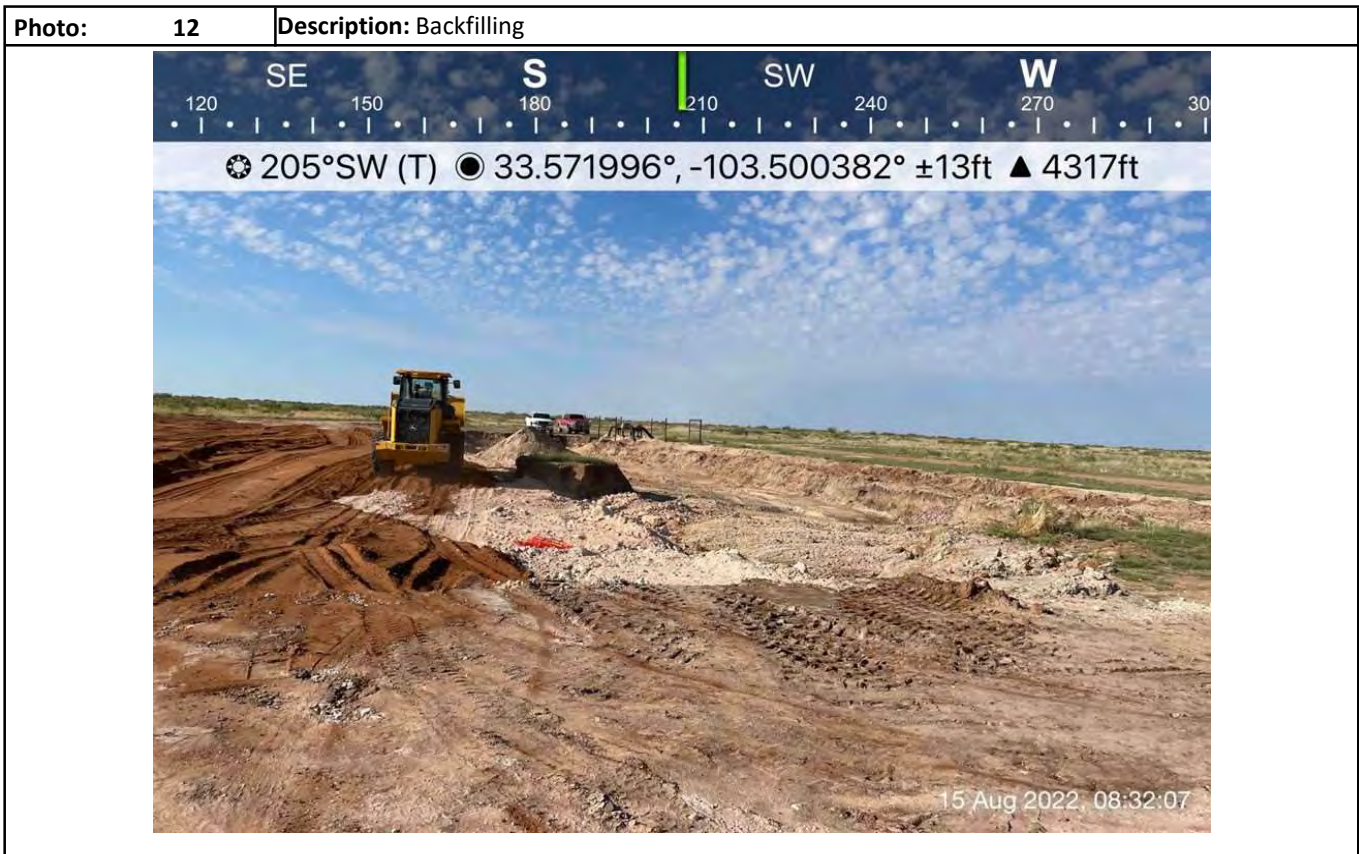 Photo: 12 Description: Backfilling
SE S SW W
120 150 180 210 240 270 30
205°SW (T) 33.571996°, -103.500382° ±13ft ▲ 4317ft
15 Aug 2022, 08:32:07